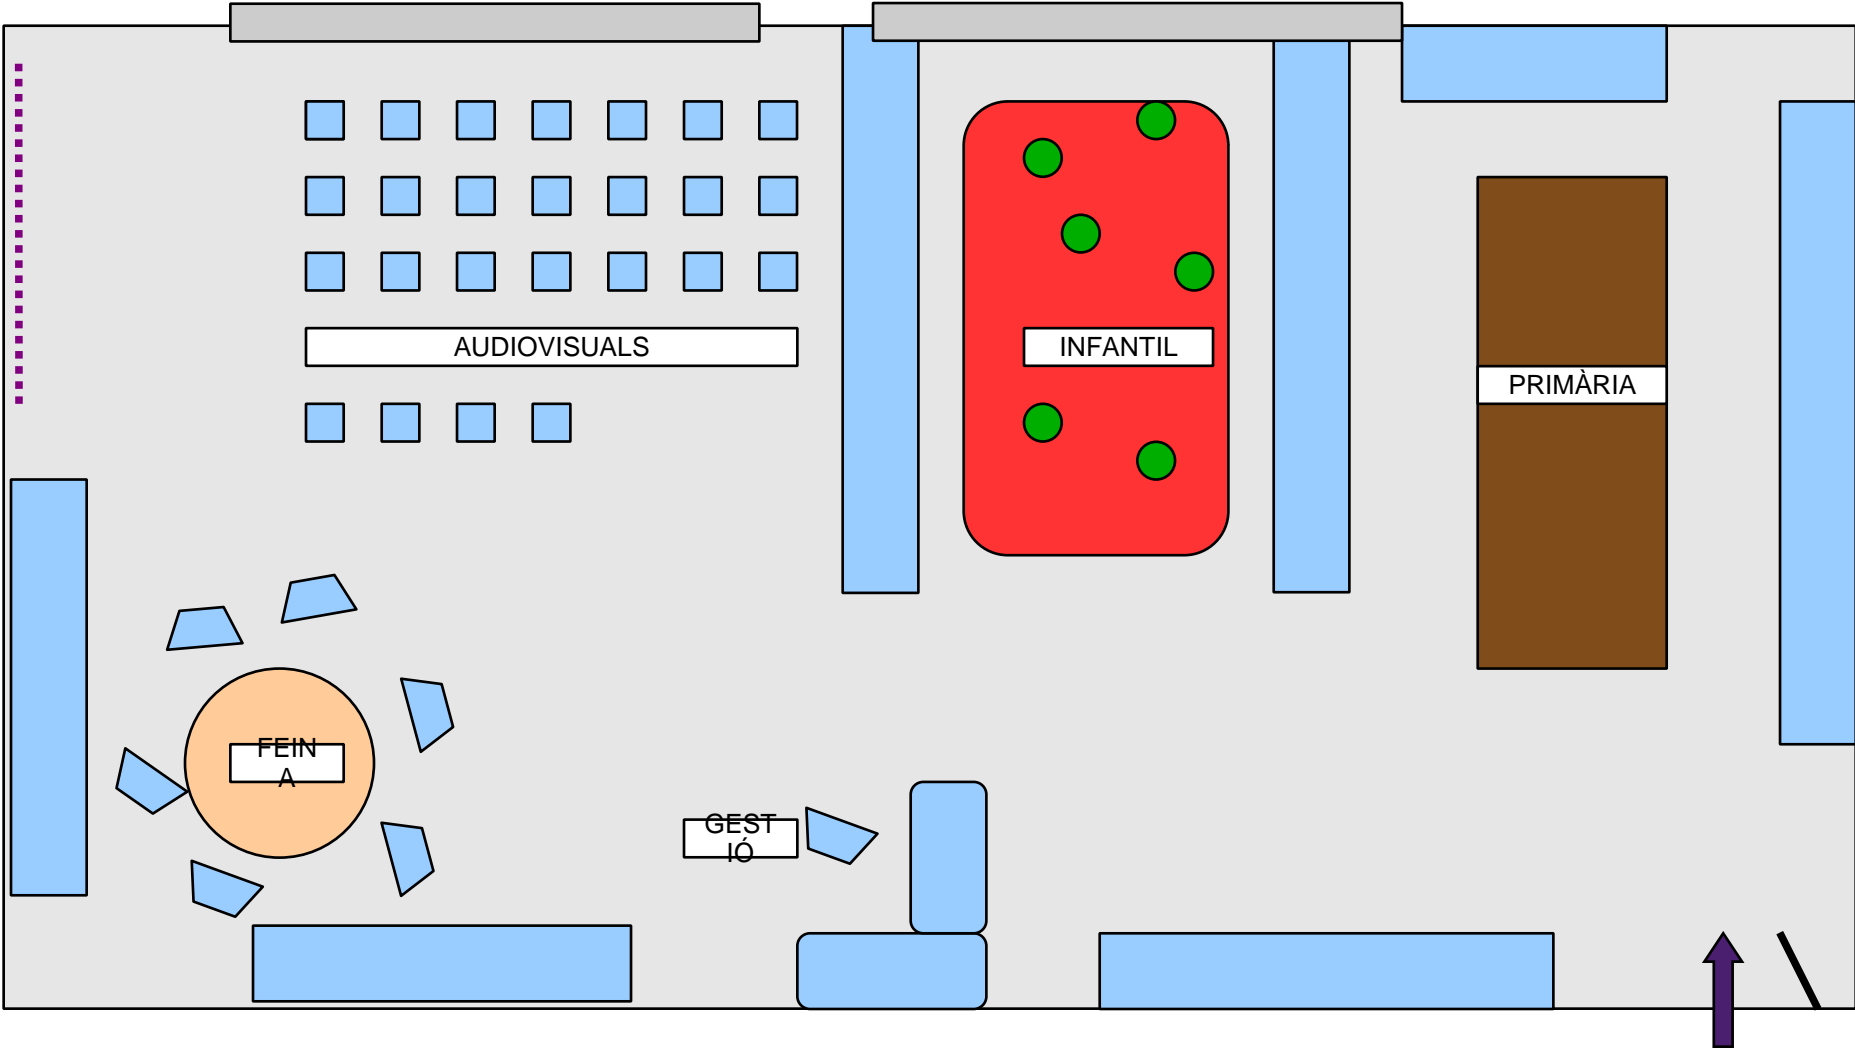 AUDIOVISUALS
INFANTIL
PRIMÀRIA
FEIN
A
GEST
IÓ